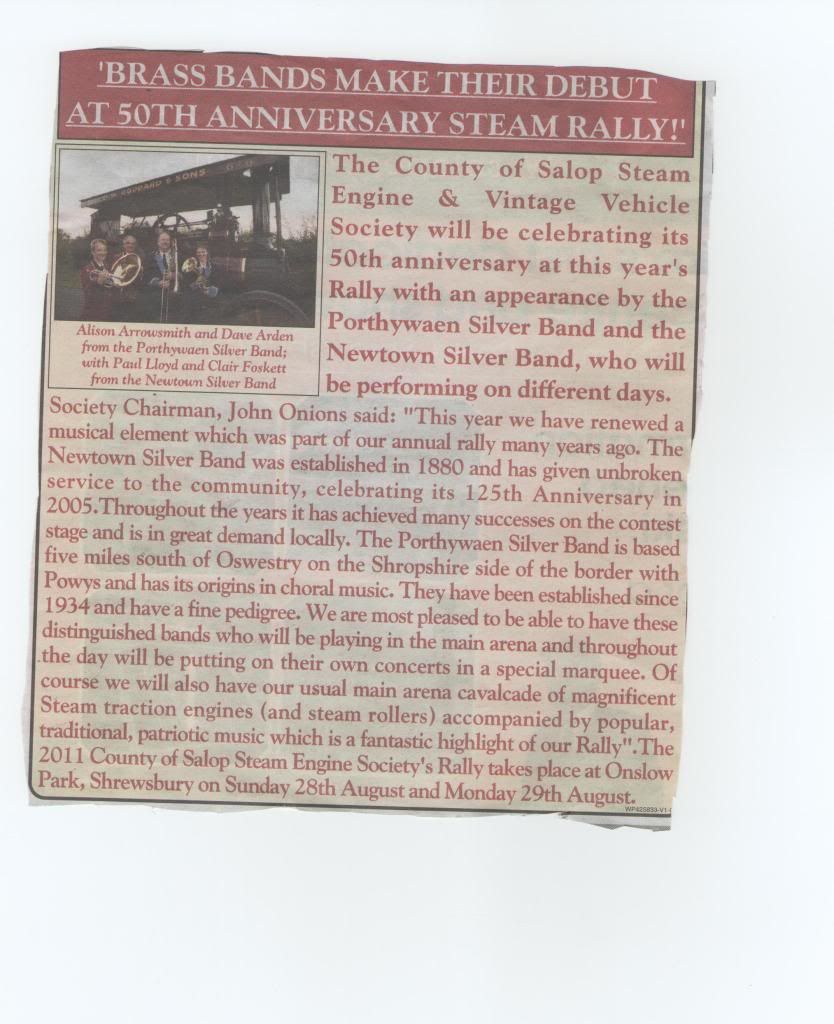 'BRASS BANDS MAKE THEIR DEBUT
AT 50TH ANNIVERSARY STEAM RALLY!'
GODDARD & SONS
Alison Arrowsmith and Dave Arden
from the Porthywaen Silver Band;
with Paul Lloyd and Clair Foskett
from the Newtown Silver Band
The County of Salop Steam
Engine & Vintage Vehicle
Society will be celebrating its
50th anniversary at this year's
Rally with an appearance by the
Porthywaen Silver Band and the
Newtown Silver Band, who will
be performing on different days.
Society Chairman, John Onions said: "This year we have renewed a
musical element which was part of our annual rally many years ago. The
Newtown Silver Band was established in 1880 and has given unbroken
service to the community, celebrating its 125th Anniversary in
2005.Throughout the years it has achieved many successes on the contest
stage and is in great demand locally. The Porthywaen Silver Band is based
five miles south of Oswestry on the Shropshire side of the border with
Powys and has its origins in choral music. They have been established since
1934 and have a fine pedigree. We are most pleased to be able to have these
distinguished bands who will be playing in the main arena and throughout
the day will be putting on their own concerts in a special marquee. Of
course we will also have our usual main arena cavalcade of magnificent
Steam traction engines (and steam rollers) accompanied by popular,
traditional, patriotic music which is a fantastic highlight of our Rally".The
2011 County of Salop Steam Engine Society's Rally takes place at Onslow
Park, Shrewsbury on Sunday 28th August and Monday 29th August.
WP425833-V1-